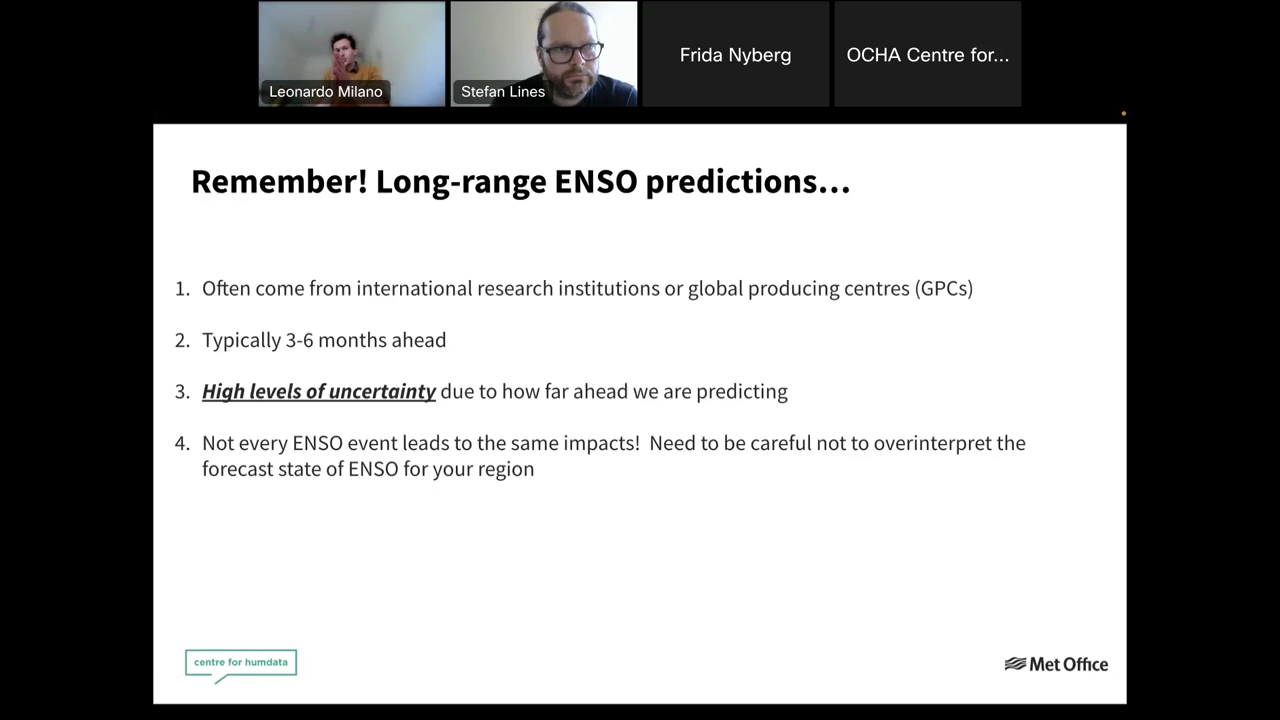 Leonardo Milano
Stefan Lines
Frida Nyberg
OCHA Centre for...
Remember! Long-range ENSO predictions...
1. Often come from international research institutions or global producing centres (GPCs)
2. Typically 3-6 months ahead
3. High levels of uncertainty due to how far ahead we are predicting
4. Not every ENSO event leads to the same impacts!  Need to be careful not to overinterpret the
forecast state of ENSO for your region
centre for humdata
Met Office